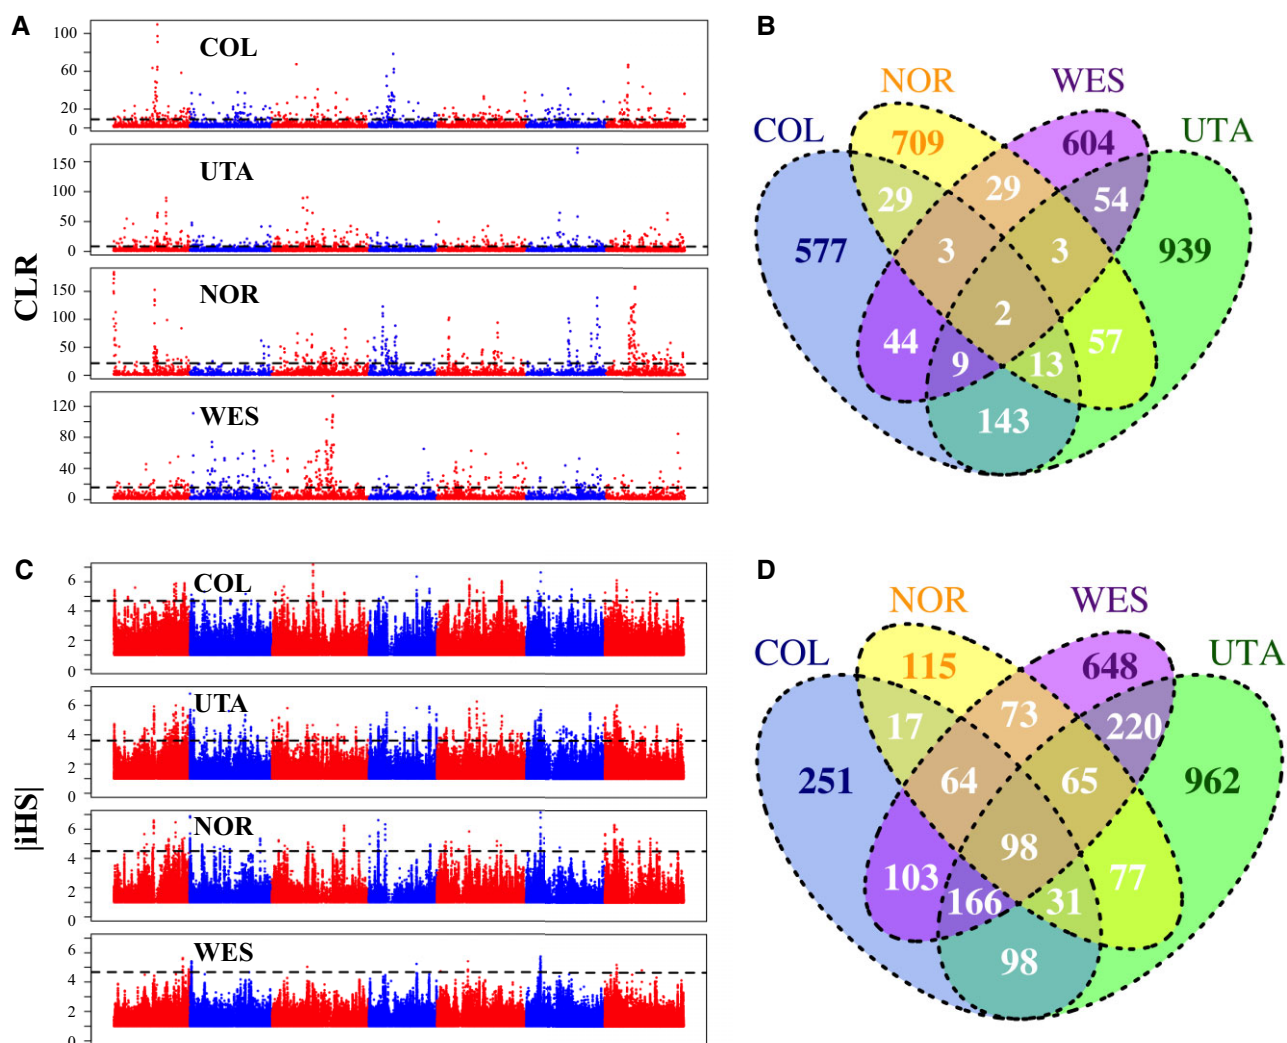 A
COL
100
60
20
0
UTA
150
100
50
0
CLR
NOR
150
100
50
0
WES
120
80
40
0
B
NOR
WES
COL
UTA
709
604
29
29
54
577
3
3
939
2
44
9
13
57
143
C
COL
6
4
2
0
UTA
6
4
2
0
|iHS|
NOR
6
4
2
0
WES
6
4
2
0
D
NOR
WES
COL
UTA
115
648
17
73
220
251
64
65
962
98
103
166
31
77
98